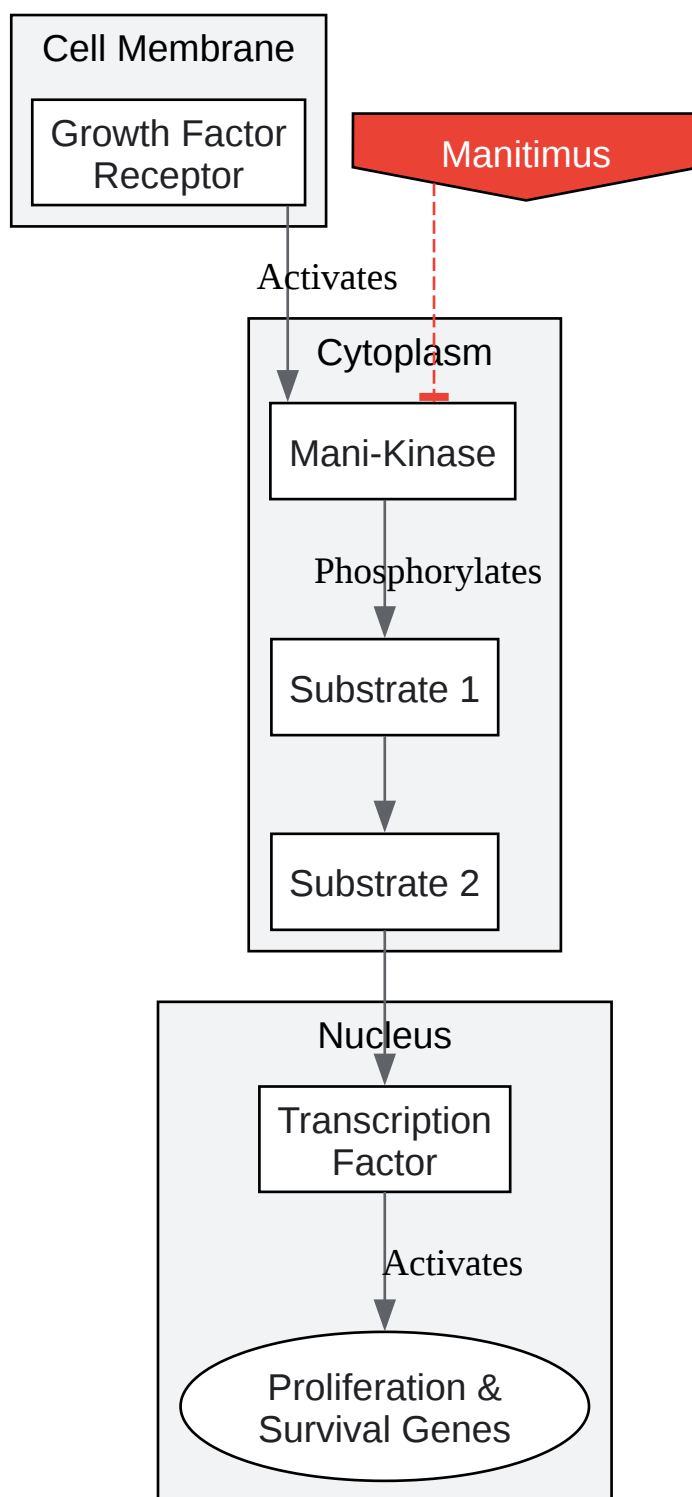 Cell Membrane
Growth Factor
Receptor
Manitimus
Activates
Cytoplasm
Mani-Kinase
Phosphorylates
Substrate 1
Substrate 2
Nucleus
Transcription
Factor
Activates
Proliferation &
Survival Genes